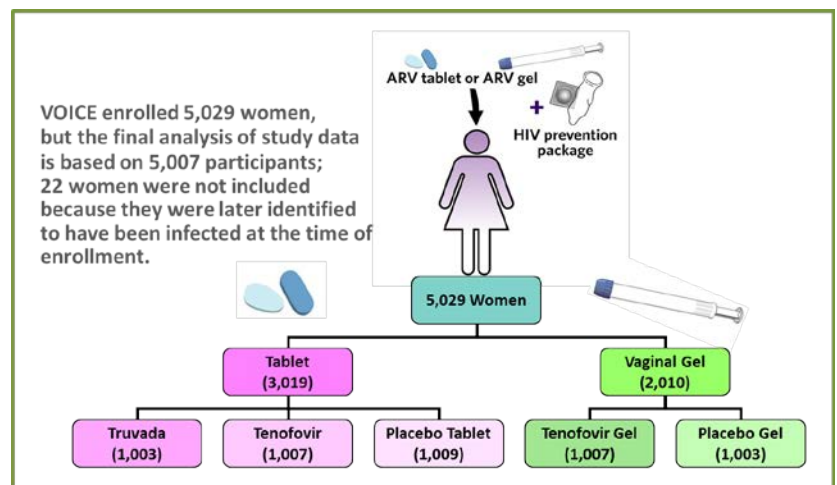 ARV tablet or ARV gel
+
HIV prevention
package
VOICE enrolled 5,029 women,
but the final analysis of study data
is based on 5,007 participants;
22 women were not included
because they were later identified
to have been infected at the time of
enrollment.
5,029 Women
Tablet
(3,019)
Vaginal Gel
(2,010)
Truvada
(1,003)
Tenofovir
(1,007)
Placebo Tablet
(1,009)
Tenofovir Gel
(1,007)
Placebo Gel
(1,003)